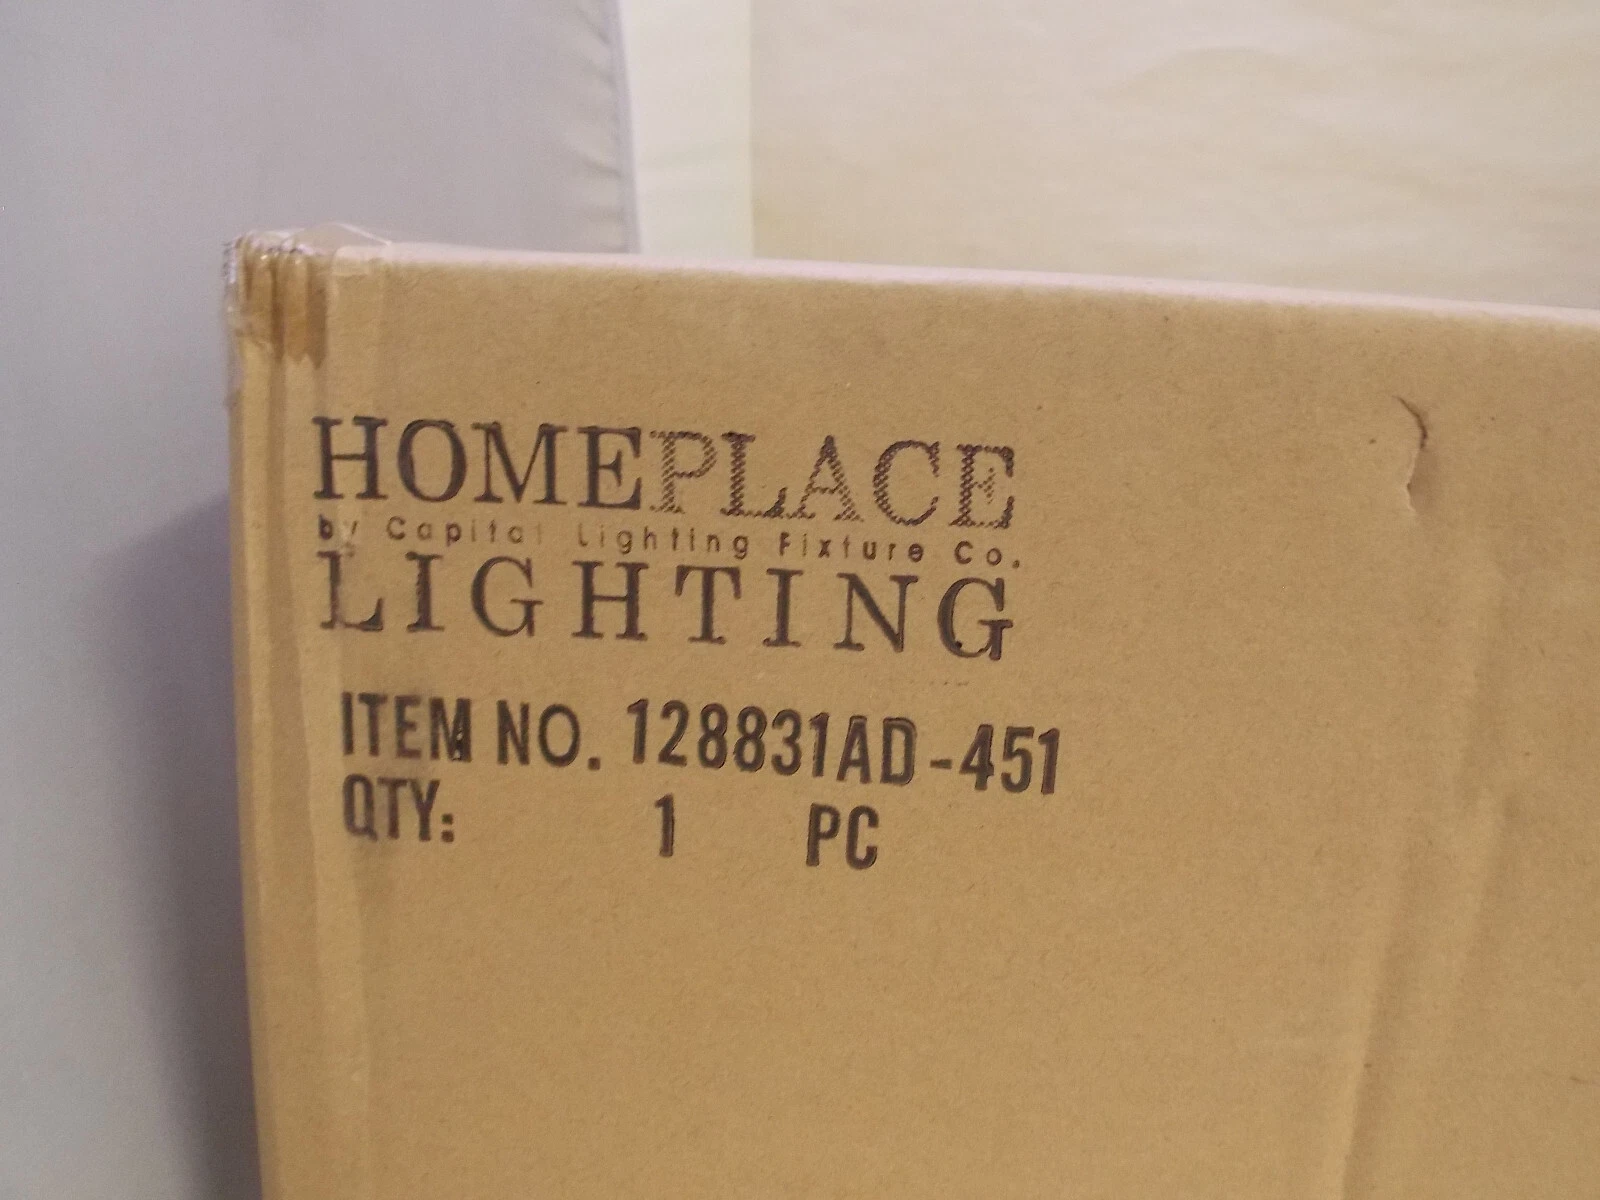 HOMEPLACE
by Capital Lighting Fixture Co.
LIGHTING
ITEM NO. 128831AD-451
QTY: 1 PC